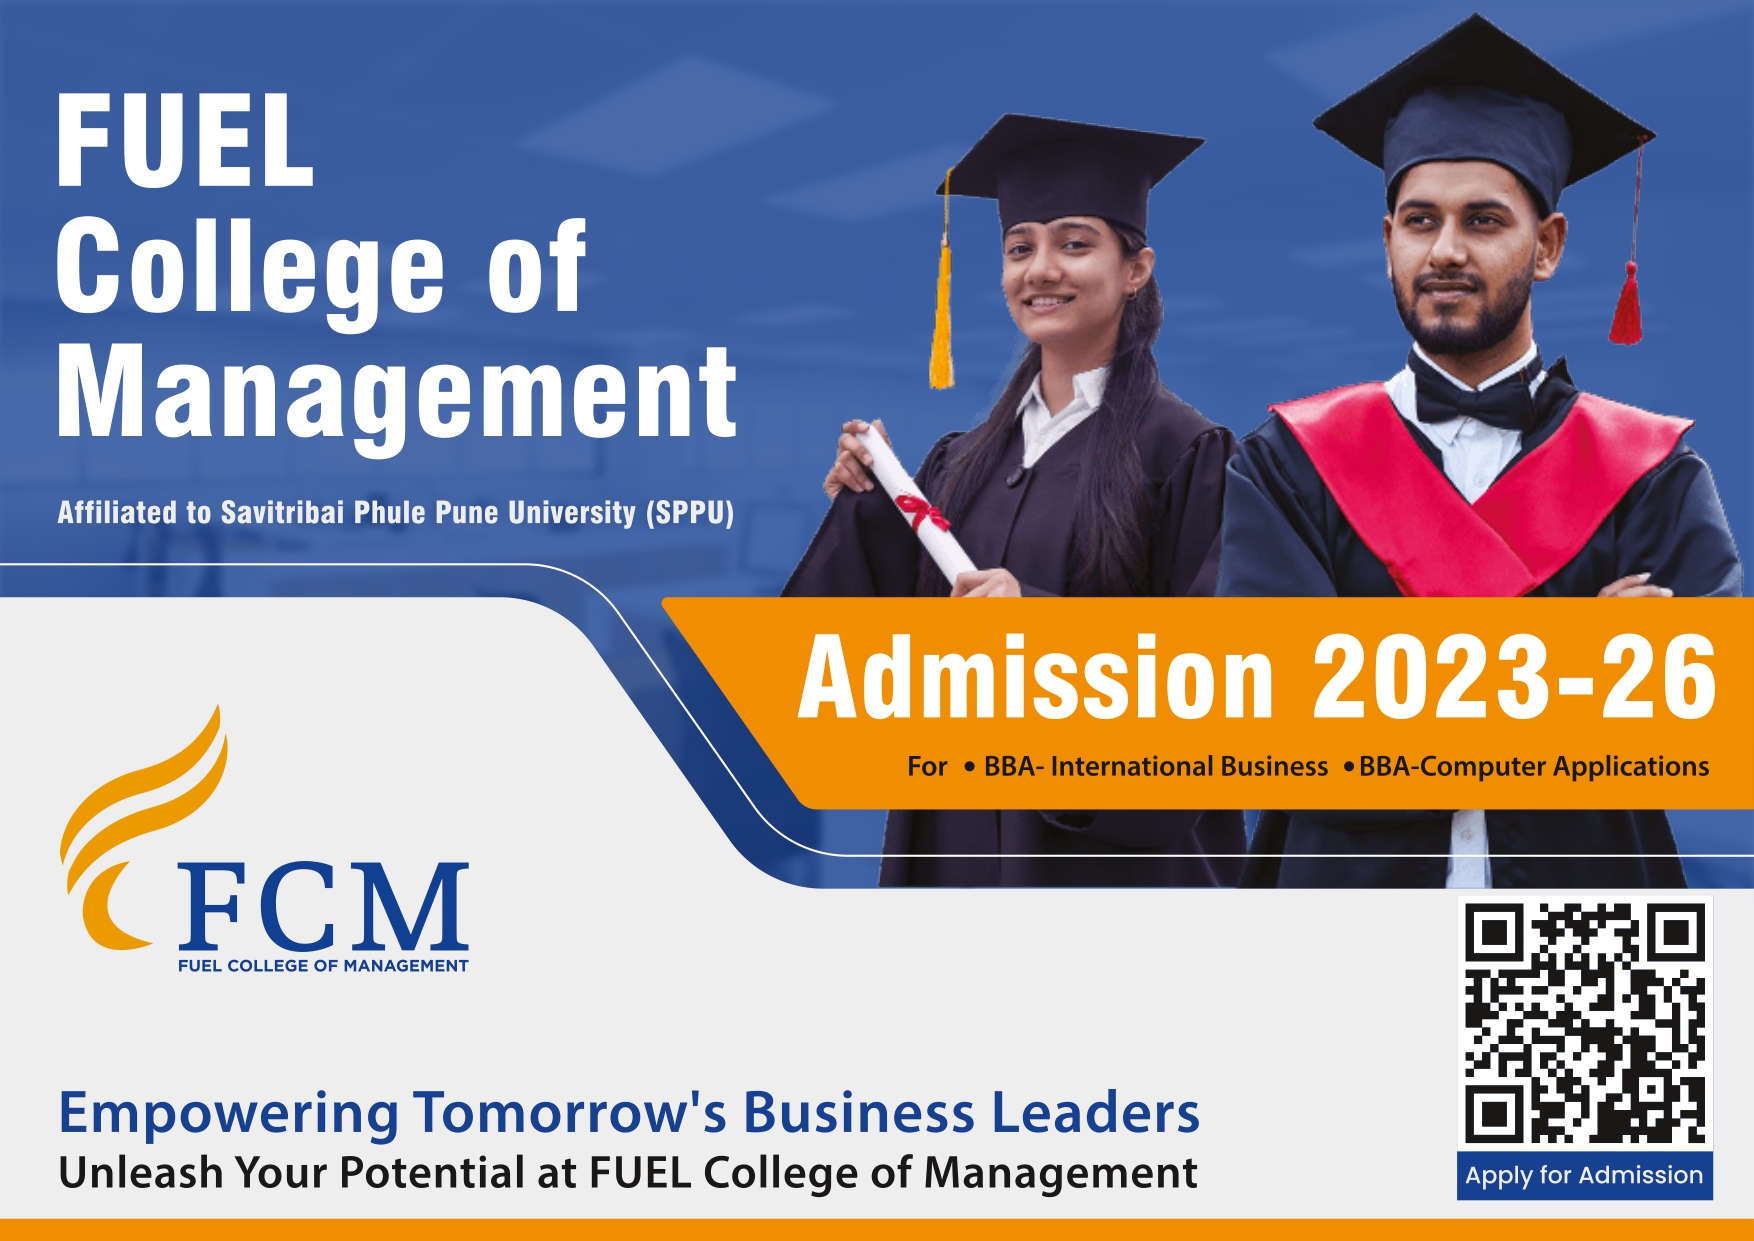 FUEL
College of
Management
Affiliated to Savitribai Phule Pune University (SPPU)
Admission 2023-26
For • BBA- International Business • BBA-Computer Applications
FCM
FUEL COLLEGE OF MANAGEMENT
Empowering Tomorrow's Business Leaders
Unleash Your Potential at FUEL College of Management
Apply for Admission